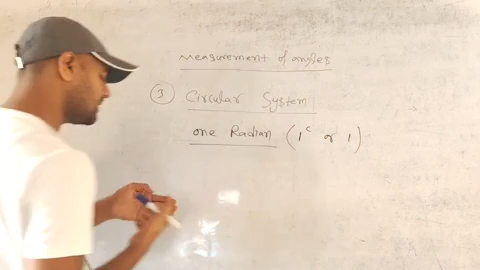 Measurement of angles
③ Circular System
one Radian (1ᶜ or 1)